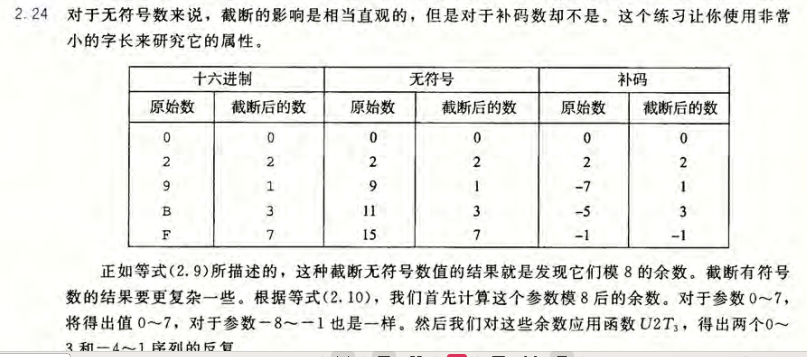 2.24 对于无符号数来说，截断的影响是相当直观的，但是对于补码数却不是。这个练习让你使用非常
小的字长来研究它的属性。
十六进制 无符号 补码
原始数 截断后的数 原始数 截断后的数 原始数 截断后的数
0 0 0 0 0 0
2 2 2 2 2 2
9 1 9 1 -7 1
B 3 11 3 -5 3
F 7 15 7 -1 -1
正如等式(2.9)所描述的，这种截断无符号数值的结果就是发现它们模8的余数。截断有符号
数的结果要更复杂一些。根据等式(2.10)，我们首先计算这个参数模8后的余数。对于参数0～7，
将得出值0～7，对于参数－8～－1也是一样。然后我们对这些余数应用函数U2T₃，得出两个0～
3和－4～1序列的反复